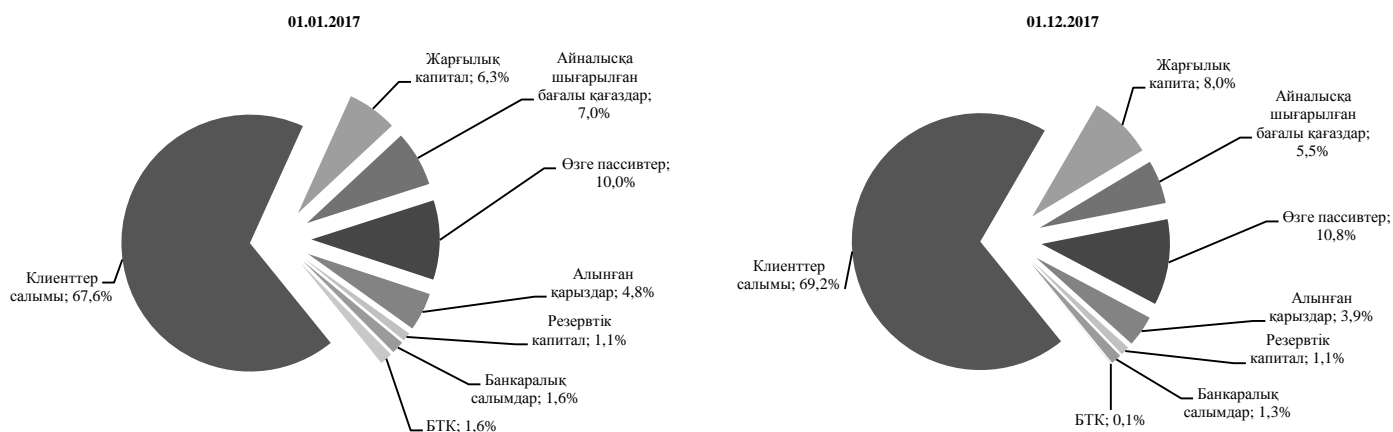 01.01.2017
Жарғылық
капитал; 6,3%
Айналысқа
шығарылған
бағалы қағаздар;
7,0%
Өзге пассивтер;
10,0%
Алынған
қарыздар; 4,8%
Резервтік
капитал; 1,1%
Банкаралық
салымдар; 1,6%
БТК; 1,6%
Клиенттер
салымы; 67,6%
01.12.2017
Жарғылық
капита; 8,0%
Айналысқа
шығарылған
бағалы қағаздар;
5,5%
Өзге пассивтер;
10,8%
Алынған
қарыздар; 3,9%
Резервтік
капитал; 1,1%
Банкаралық
салымдар; 1,3%
БТК; 0,1%
Клиенттер
салымы; 69,2%